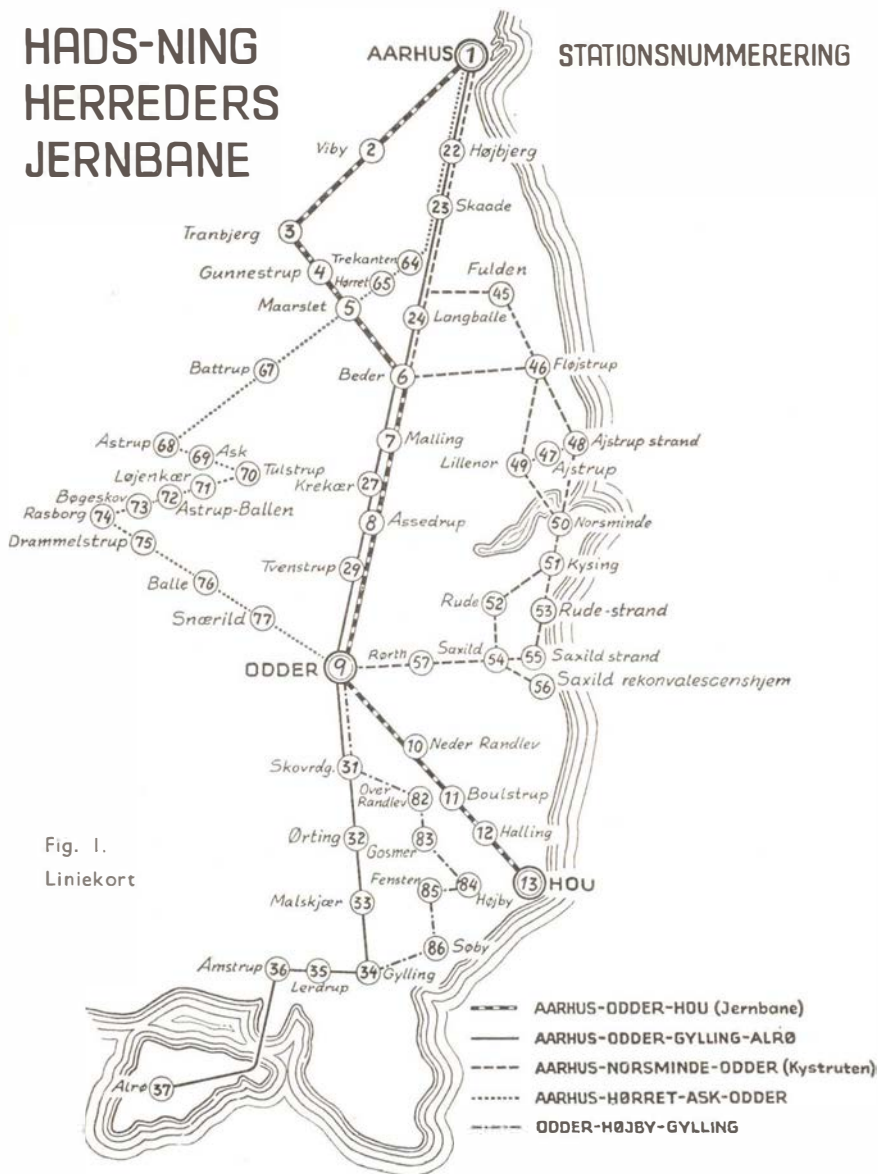 HADS-NING
HERREDERS
JERNBANE
STATIONSNUMMERERING
AARHUS 1
Viby 2
22 Højbjerg
23 Skaade
Tranbjerg 3
Trekanten 64
Gunnestrup 4
Hørret 65
Fulden
45
Maarslet 5
24 Langballe
Battrup 67
Beder 6
46 Fløjstrup
7 Malling
Astrup 68
69 Ask
70 Tulstrup
48 Ajstrup strand
Lillenor 49
47
Ajstrup
Krekær 27
Løjenkær 71
72 Astrup-Ballen
Bøgeskov 73
Rasborg 74
8 Assedrup
50 Norsminde
Drammelstrup 75
51 Kysing
Tvenstrup 29
Balle 76
Rude 52
53 Rude-strand
Snærild 77
ODDER 9
Rørth 57
Saxild 54
55 Saxild strand
56 Saxild rekonvalescenshjem
10 Neder Randlev
Skovrdg. 31
Over
Randlev 82
11 Boulstrup
12 Halling
Ørting 32
Gosmer 83
13 HOU
Fensten 85
84 Højby
Malskjær 33
86 Søby
Amstrup 36
35
Lerdrup
34 Gylling
Alrø 37
Fig. 1.
Liniekort
AARHUS-ODDER-HOU (Jernbane)
AARHUS-ODDER-GYLLING-ALRØ
AARHUS-NORSMINDE-ODDER (Kystruten)
AARHUS-HØRRET-ASK-ODDER
ODDER-HØJBY-GYLLING